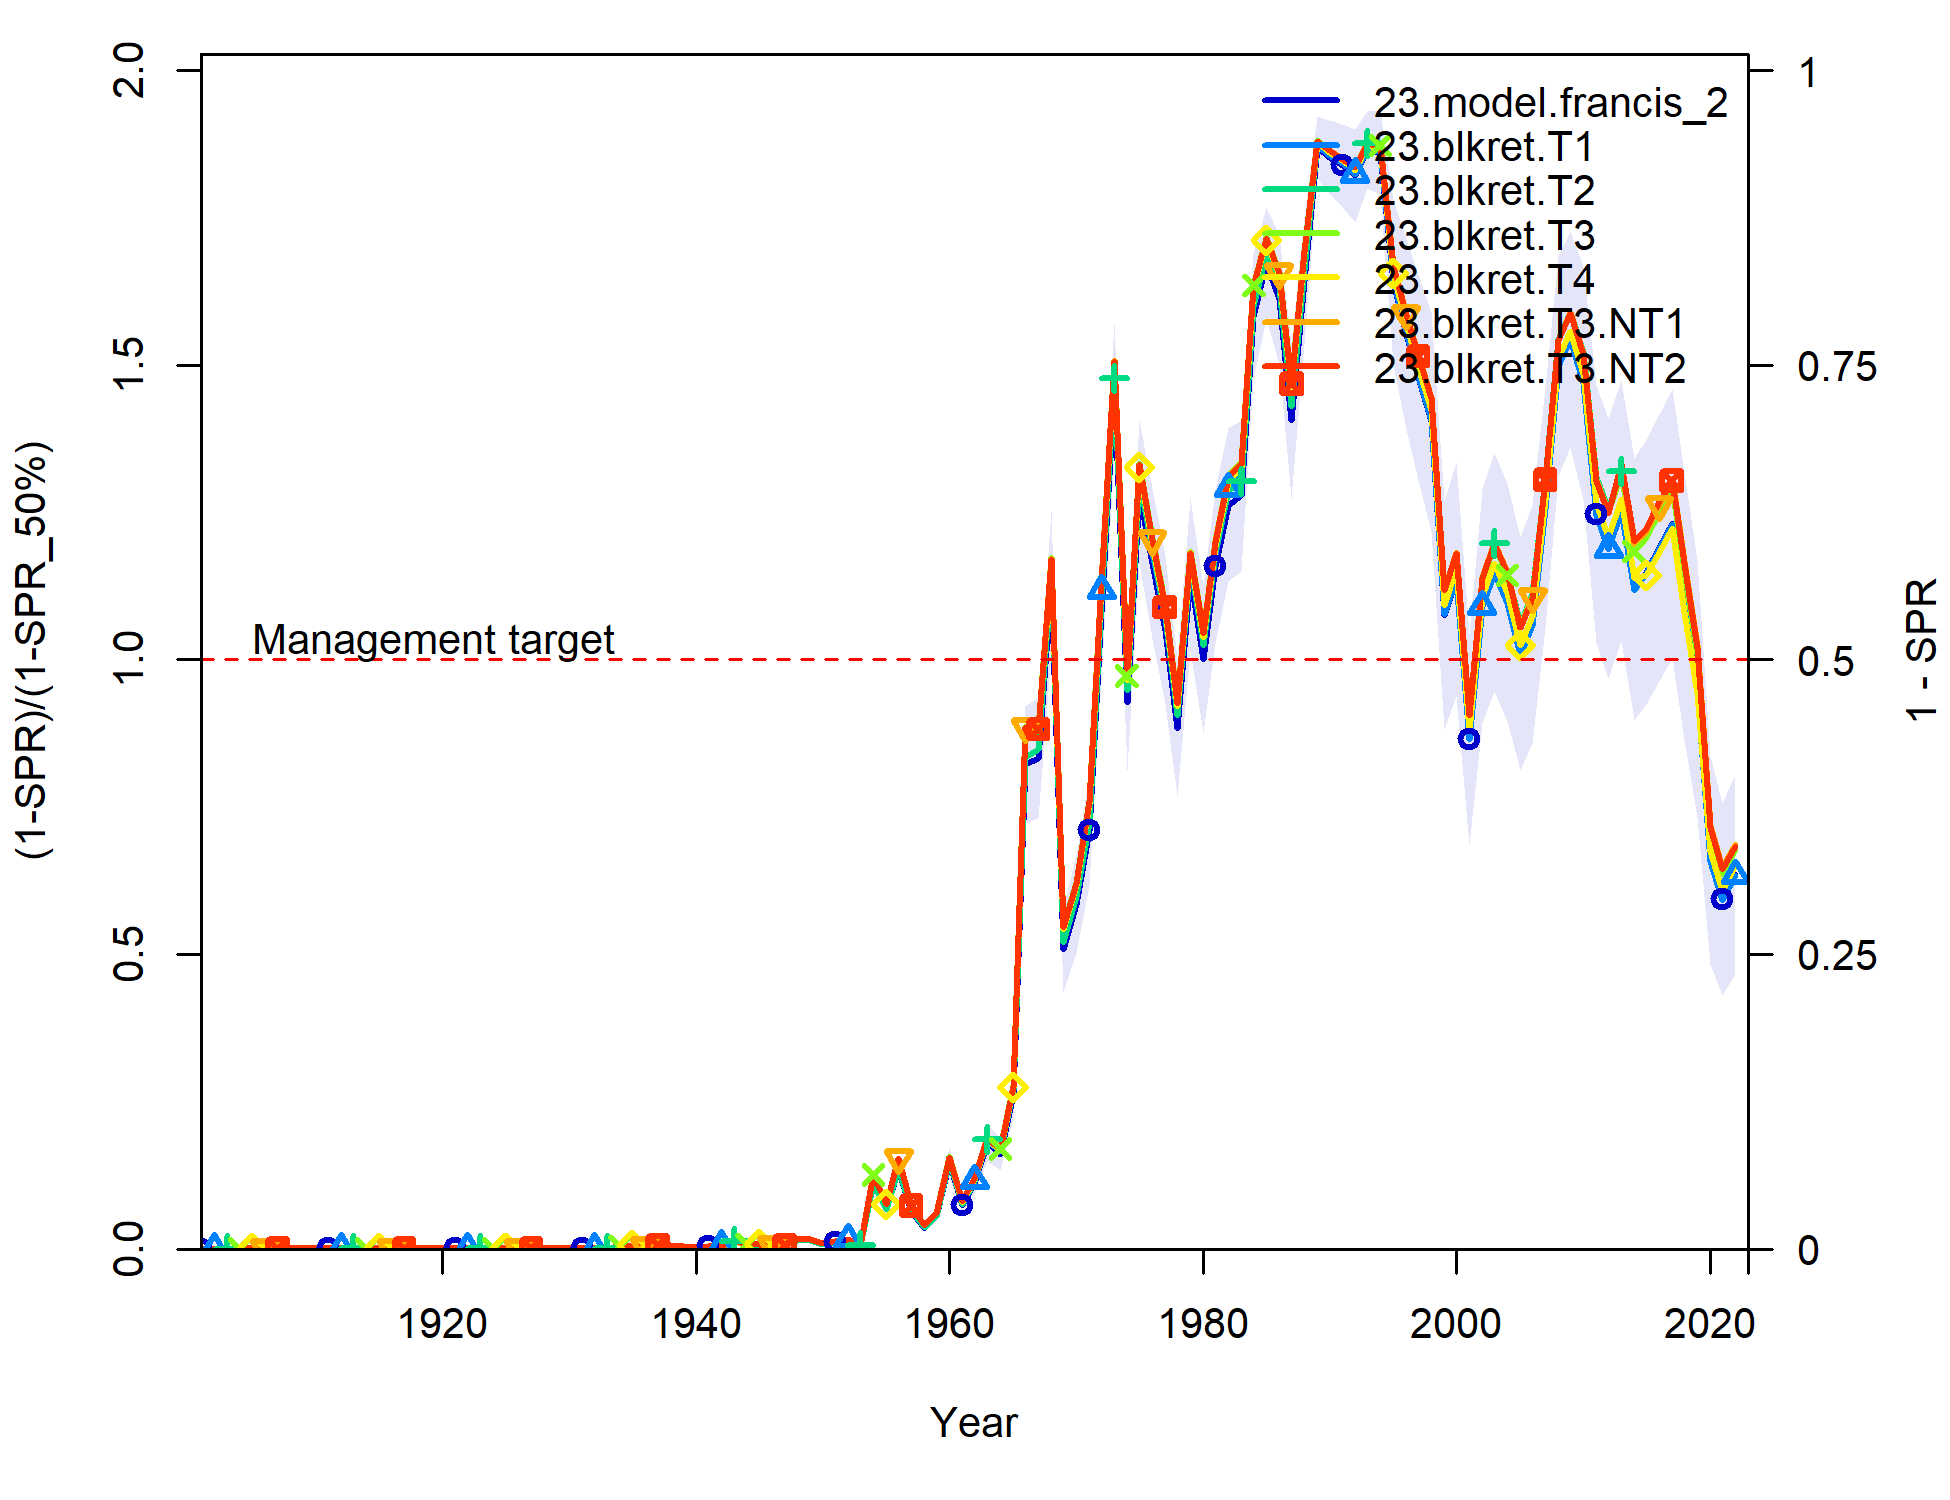 2.0
1.5
1.0
0.5
0.0
(1-SPR)/(1-SPR_50%)
Management target
23.model.francis_2
23.blkret.T1
23.blkret.T2
23.blkret.T3
23.blkret.T4
23.blkret.T3.NT1
23.blkret.T3.NT2
1
0.75
0.5
0.25
0
1 - SPR
1920 1940 1960 1980 2000 2020
Year